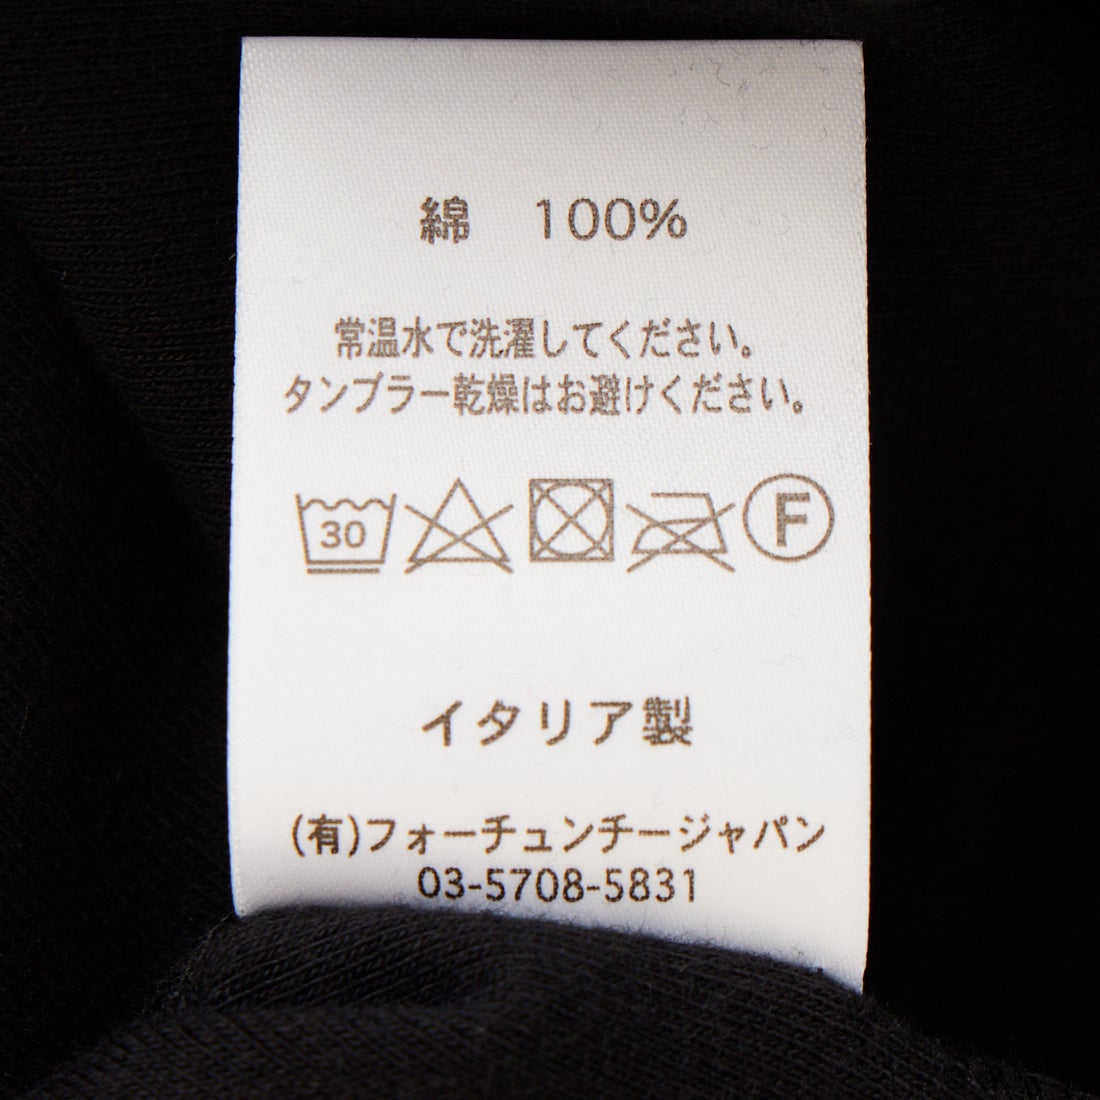 綿　100%
常温水で洗濯してください。
タンブラー乾燥はお避けください。
30 F
イタリア製
(有)フォーチュンチージャパン
03-5708-5831